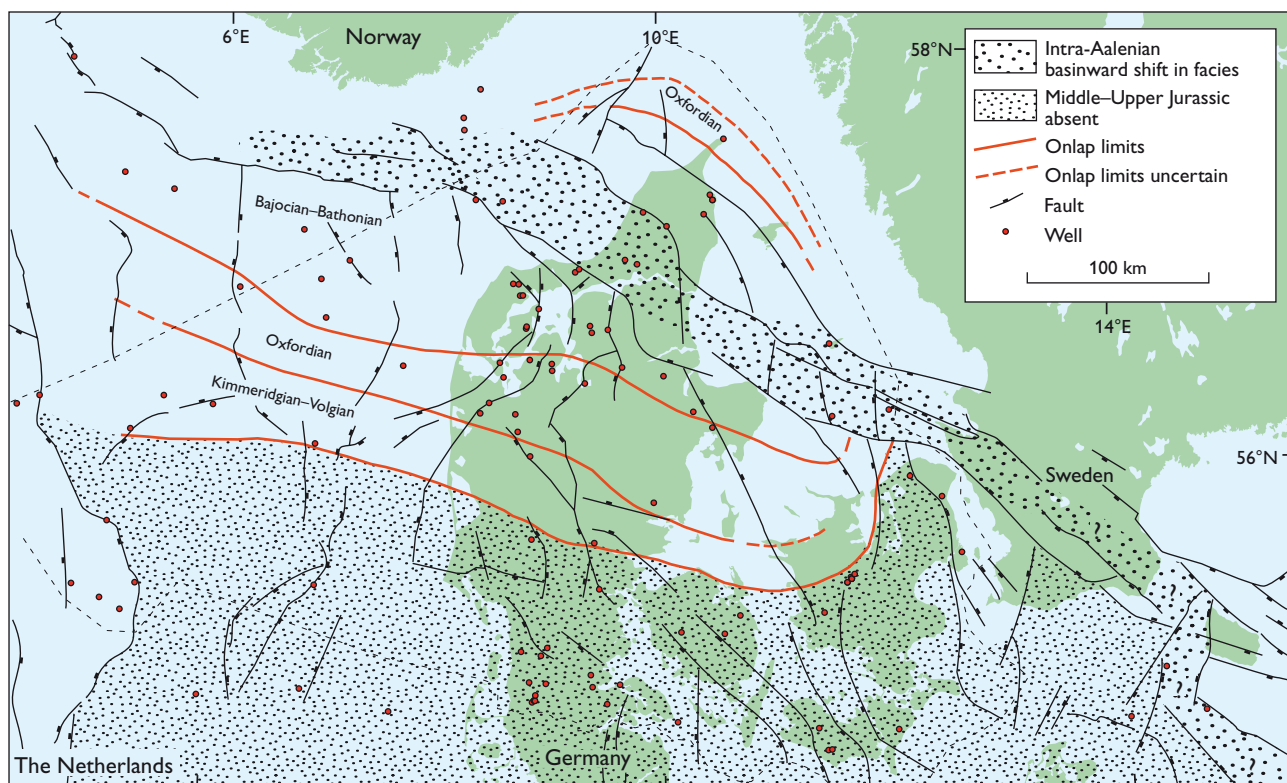 6°E
Norway
10°E
58°N
Intra-Aalenian
basinward shift in facies
Middle–Upper Jurassic
absent
Onlap limits
Onlap limits uncertain
Fault
Well
100 km
14°E
Oxfordian
Bajocian–Bathonian
Oxfordian
Kimmeridgian–Volgian
56°N
Sweden
The Netherlands
Germany